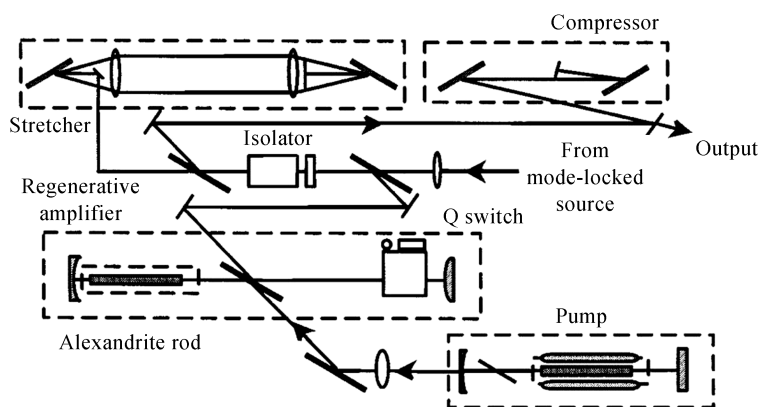 Compressor
Stretcher
Isolator
From
mode-locked
source
Output
Regenerative
amplifier
Q switch
Alexandrite rod
Pump